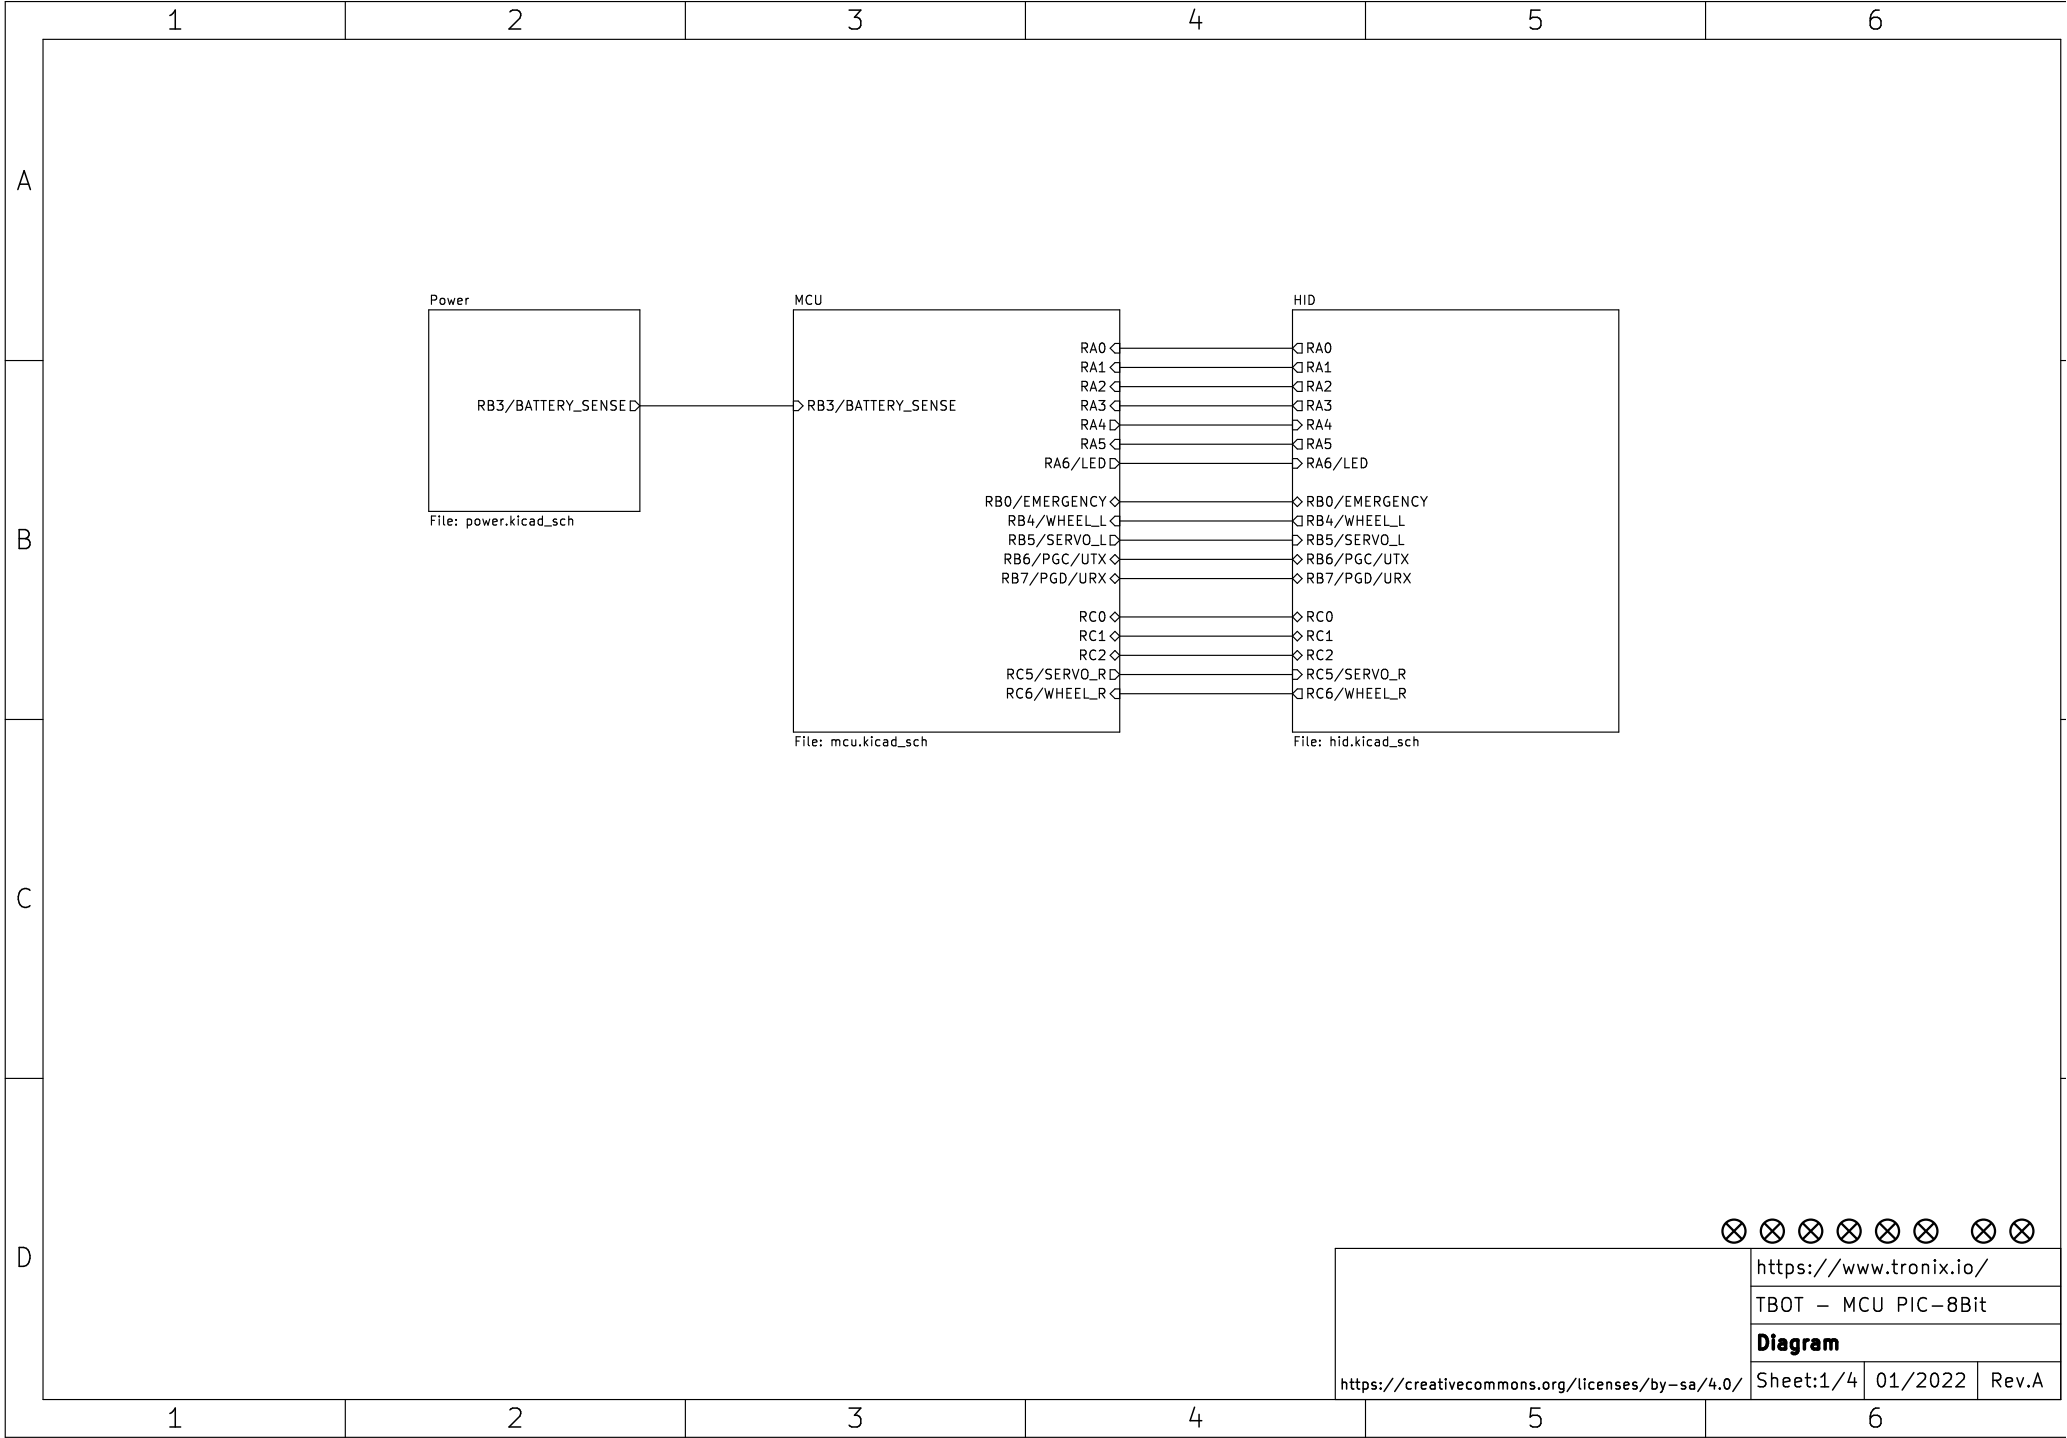 1 2 3 4 5 6
A
B
C
D
Power
RB3/BATTERY_SENSE
File: power.kicad_sch
MCU
RB3/BATTERY_SENSE
RA0
RA1
RA2
RA3
RA4
RA5
RA6/LED
RB0/EMERGENCY
RB4/WHEEL_L
RB5/SERVO_L
RB6/PGC/UTX
RB7/PGD/URX
RC0
RC1
RC2
RC5/SERVO_R
RC6/WHEEL_R
File: mcu.kicad_sch
HID
RA0
RA1
RA2
RA3
RA4
RA5
RA6/LED
RB0/EMERGENCY
RB4/WHEEL_L
RB5/SERVO_L
RB6/PGC/UTX
RB7/PGD/URX
RC0
RC1
RC2
RC5/SERVO_R
RC6/WHEEL_R
File: hid.kicad_sch
https://www.tronix.io/
TBOT - MCU PIC-8Bit
Diagram
https://creativecommons.org/licenses/by-sa/4.0/
Sheet:1/4 01/2022 Rev.A
1 2 3 4 5 6